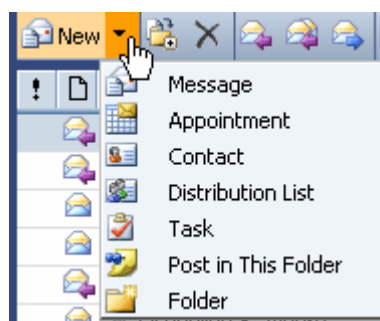 New
!
Message
Appointment
Contact
Distribution List
Task
Post in This Folder
Folder